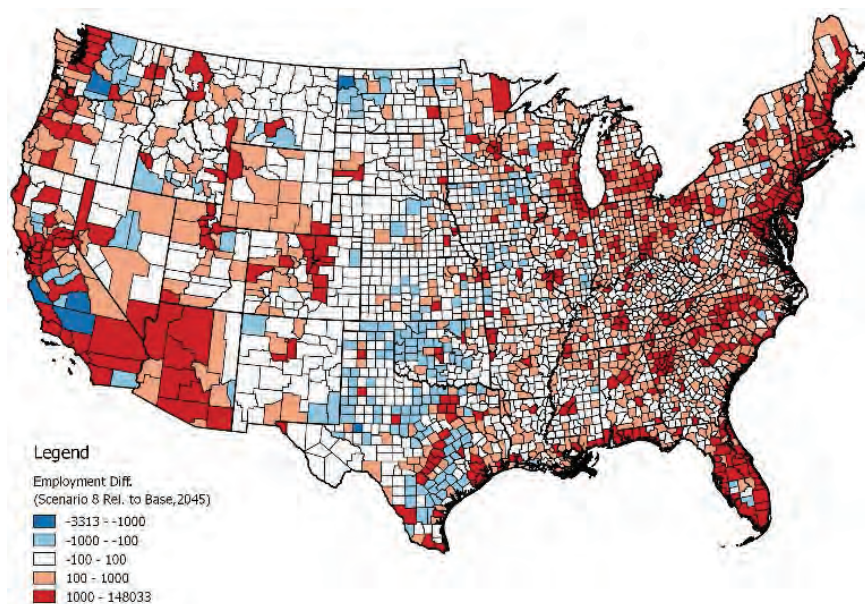 Legend
Employment Diff.
(Scenario 8 Rel. to Base,2045)
-3313 - -1000
-1000 - -100
-100 - 100
100 - 1000
1000 - 148033